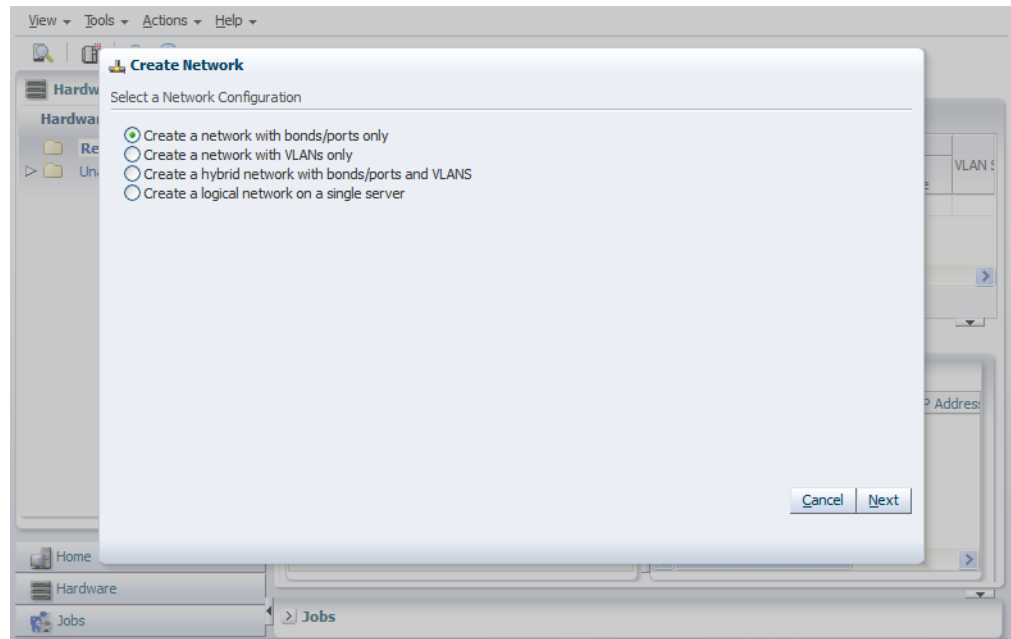 View Tools Actions Help
Create Network
Hardw
Select a Network Configuration
Hardwar
Create a network with bonds/ports only
Re
Create a network with VLANs only
VLAN S
Una
Create a hybrid network with bonds/ports and VLANS
Create a logical network on a single server
P Address
Cancel Next
Home
Hardware
Jobs
Jobs